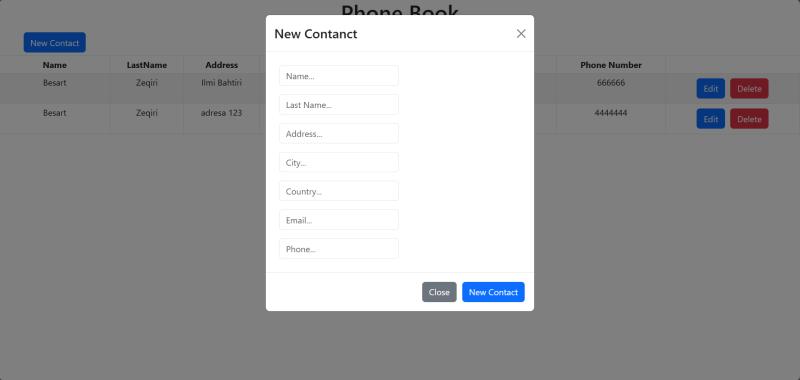 Phone Book
New Contact
Name LastName Address Phone Number
Besart Zeqiri Ilmi Bahtiri 666666 Edit Delete
Besart Zeqiri adresa 123 4444444 Edit Delete
New Contanct
Name...
Last Name...
Address...
City...
Country...
Email...
Phone...
Close New Contact